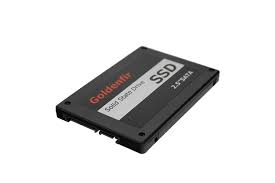 Goldenfir
Solid State Drive
SSD
2.5"SATA